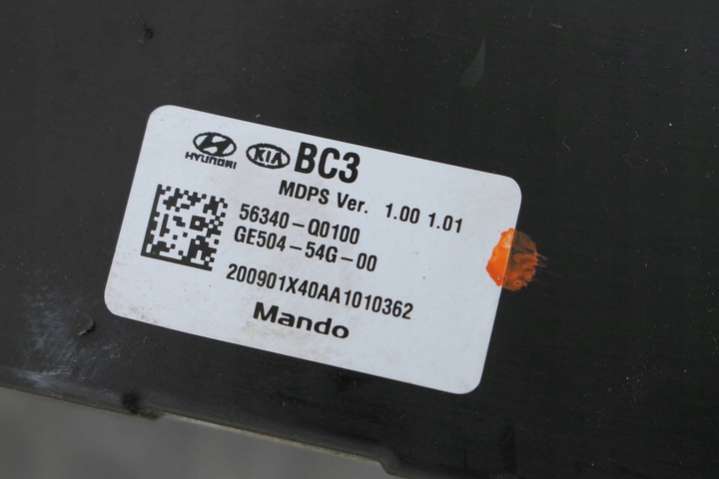 HYUNDAI KIA BC3
MDPS Ver. 1.00 1.01
56340-Q0100
GE504-54G-00
200901X40AA1010362
Mando